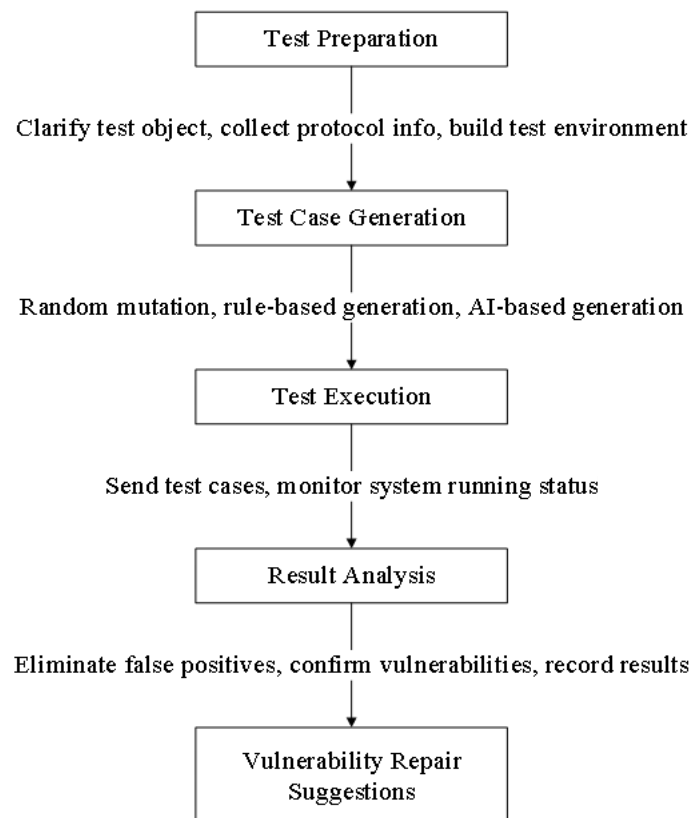 Test Preparation
Clarify test object, collect protocol info, build test environment
Test Case Generation
Random mutation, rule-based generation, AI-based generation
Test Execution
Send test cases, monitor system running status
Result Analysis
Eliminate false positives, confirm vulnerabilities, record results
Vulnerability Repair
Suggestions